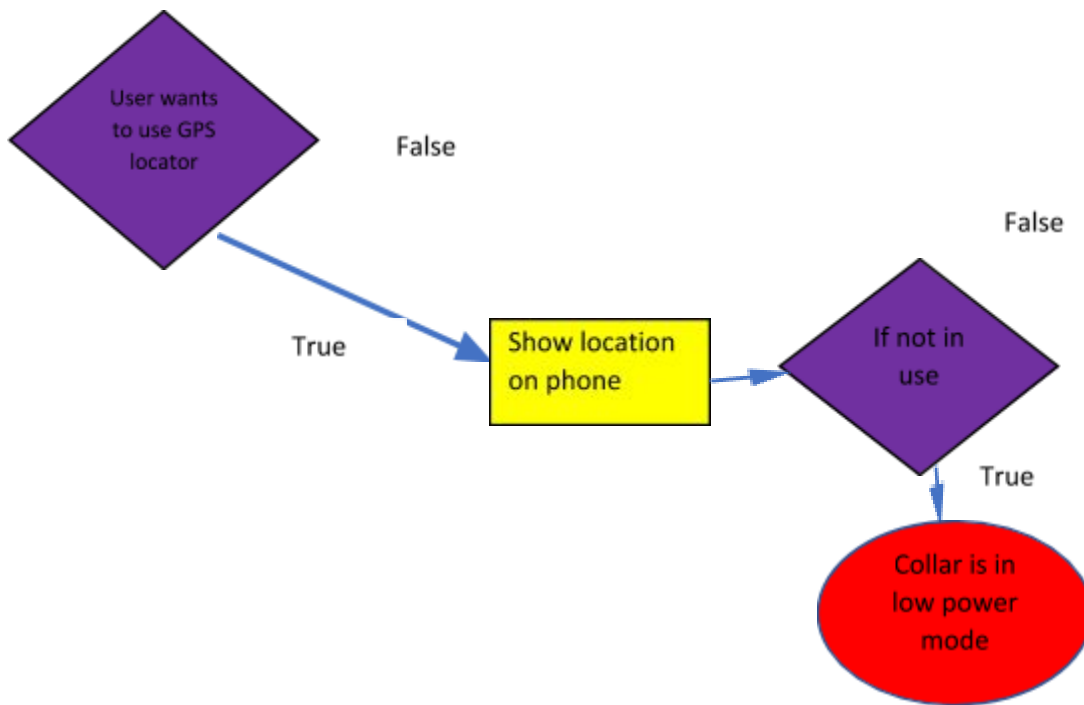 User wants
to use GPS
locator
False
True
Show location
on phone
False
If not in
use
True
Collar is in
low power
mode